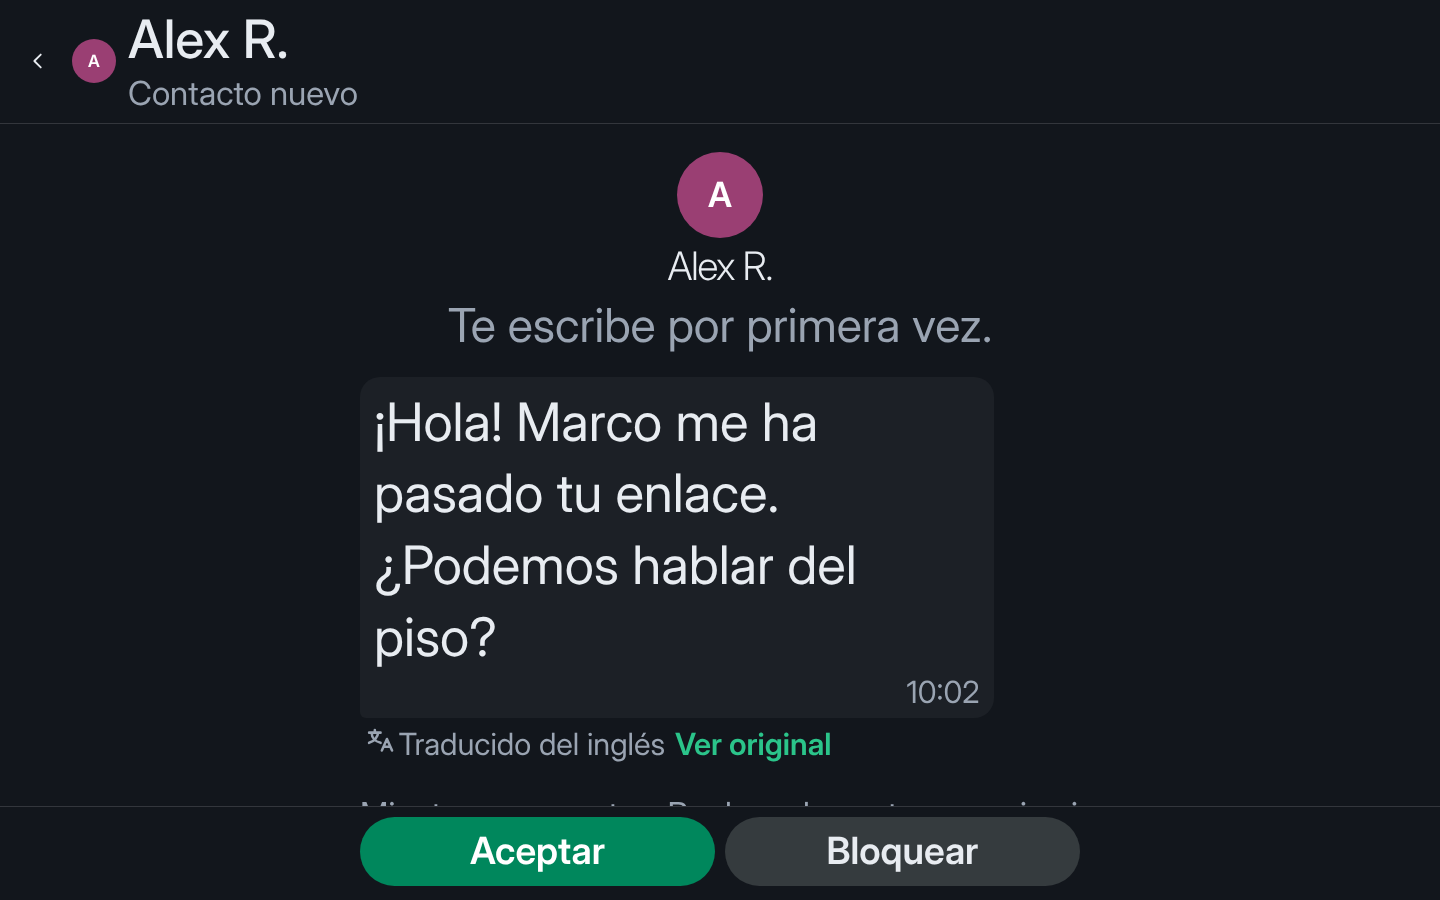 A
Alex R.
Contacto nuevo
A
Alex R.
Te escribe por primera vez.
¡Hola! Marco me ha
pasado tu enlace.
¿Podemos hablar del
piso?
10:02
Traducido del inglés Ver original
Aceptar
Bloquear